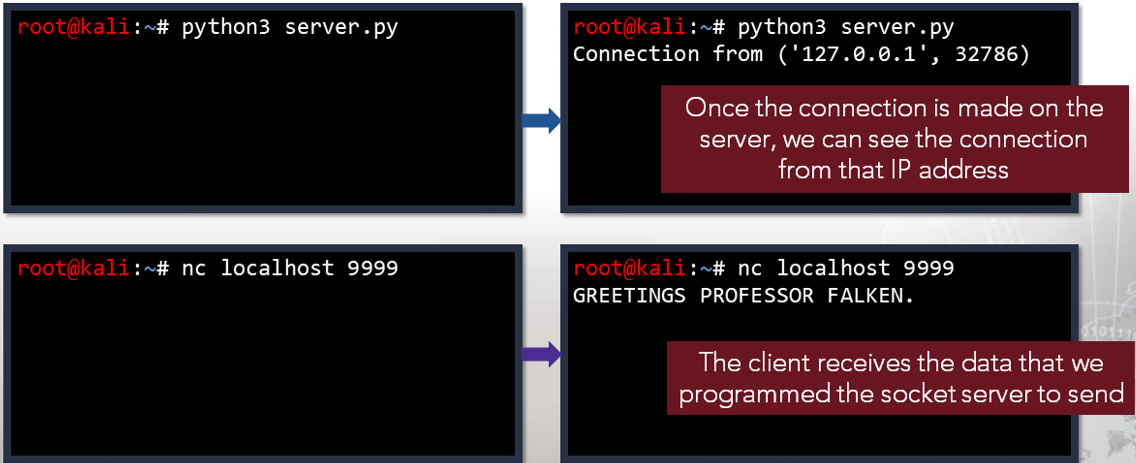 root@kali:~# python3 server.py
root@kali:~# python3 server.py
Connection from ('127.0.0.1', 32786)
Once the connection is made on the
server, we can see the connection
from that IP address
root@kali:~# nc localhost 9999
root@kali:~# nc localhost 9999
GREETINGS PROFESSOR FALKEN.
The client receives the data that we
programmed the socket server to send